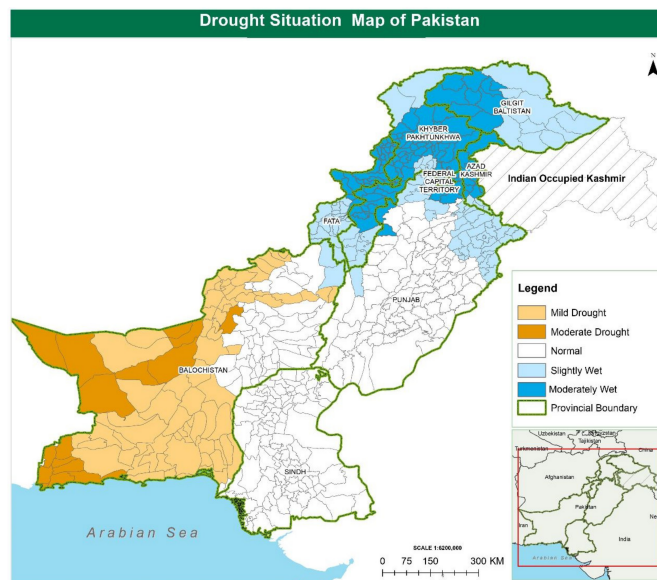 Drought Situation Map of Pakistan
N
GILGIT
BALTISTAN
KHYBER
PAKHTUNKHWA
AZAD
KASHMIR
FEDERAL
CAPITAL
TERRITORY
Indian Occupied Kashmir
FATA
PUNJAB
BALOCHISTAN
SINDH
Arabian Sea
Legend
Mild Drought
Moderate Drought
Normal
Slightly Wet
Moderately Wet
Provincial Boundary
SCALE 1:6200,000
0 75 150 300 KM
Uzbekistan
Tajikistan
Turkmenistan
China
Afghanistan
Pakistan
Iran
Ne
India
Arabian Sea